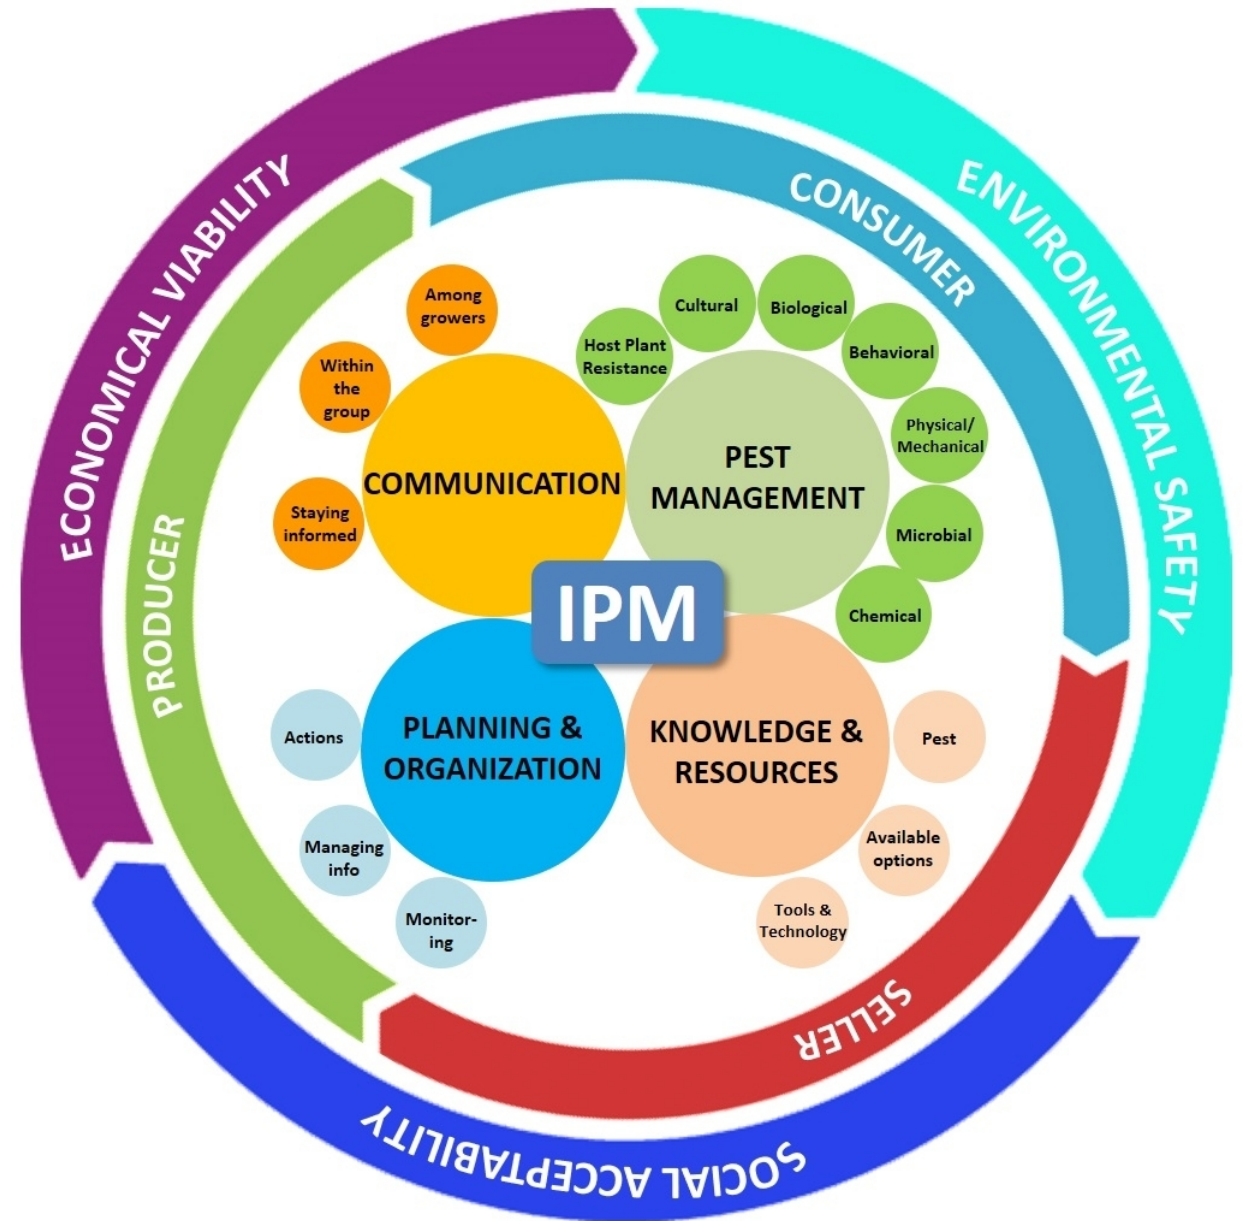 ECONOMICAL VIABILITY
ENVIRONMENTAL SAFETY
SOCIAL ACCEPTABILITY
PRODUCER
CONSUMER
SELLER
IPM
COMMUNICATION
Among
growers
Within
the
group
Staying
informed
PEST
MANAGEMENT
Host Plant
Resistance
Cultural
Biological
Behavioral
Physical/
Mechanical
Microbial
Chemical
PLANNING &
ORGANIZATION
Actions
Managing
info
Monitor-
ing
KNOWLEDGE &
RESOURCES
Pest
Available
options
Tools &
Technology